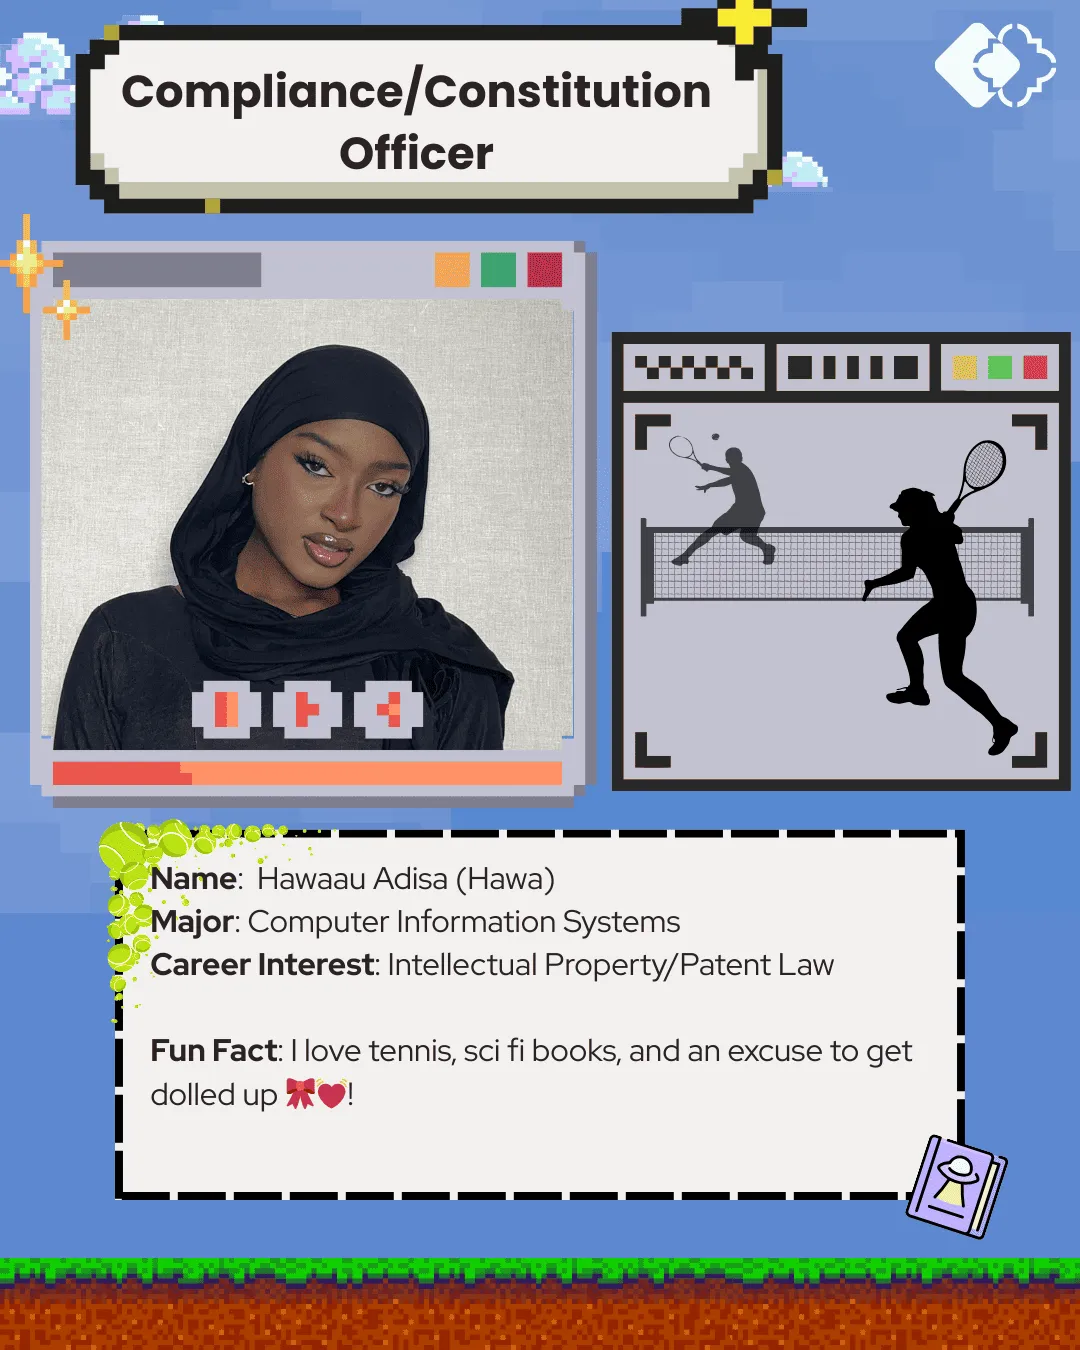 Compliance/Constitution
Officer
Name: Hawaau Adisa (Hawa)
Major: Computer Information Systems
Career Interest: Intellectual Property/Patent Law
Fun Fact: I love tennis, sci fi books, and an excuse to get
dolled up 🎀💓!